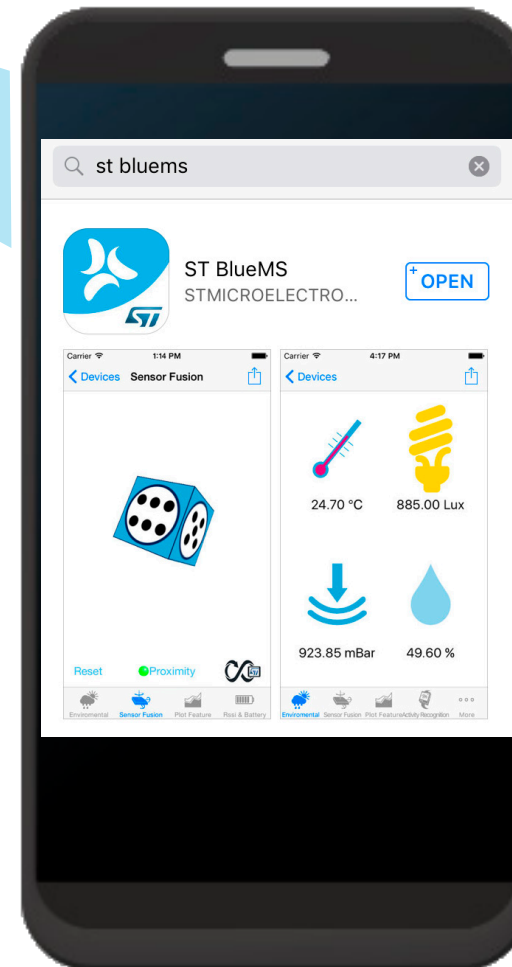 st bluems
ST BlueMS
STMICROELECTRO...
+OPEN
Carrier 1:14 PM
Devices Sensor Fusion
Reset Proximity
Enviromental Sensor Fusion Plot Feature Rssi & Battery
Carrier 4:17 PM
Devices
24.70 °C 885.00 Lux
923.85 mBar 49.60 %
Enviromental Sensor Fusion Plot Feature Activity Recognition More